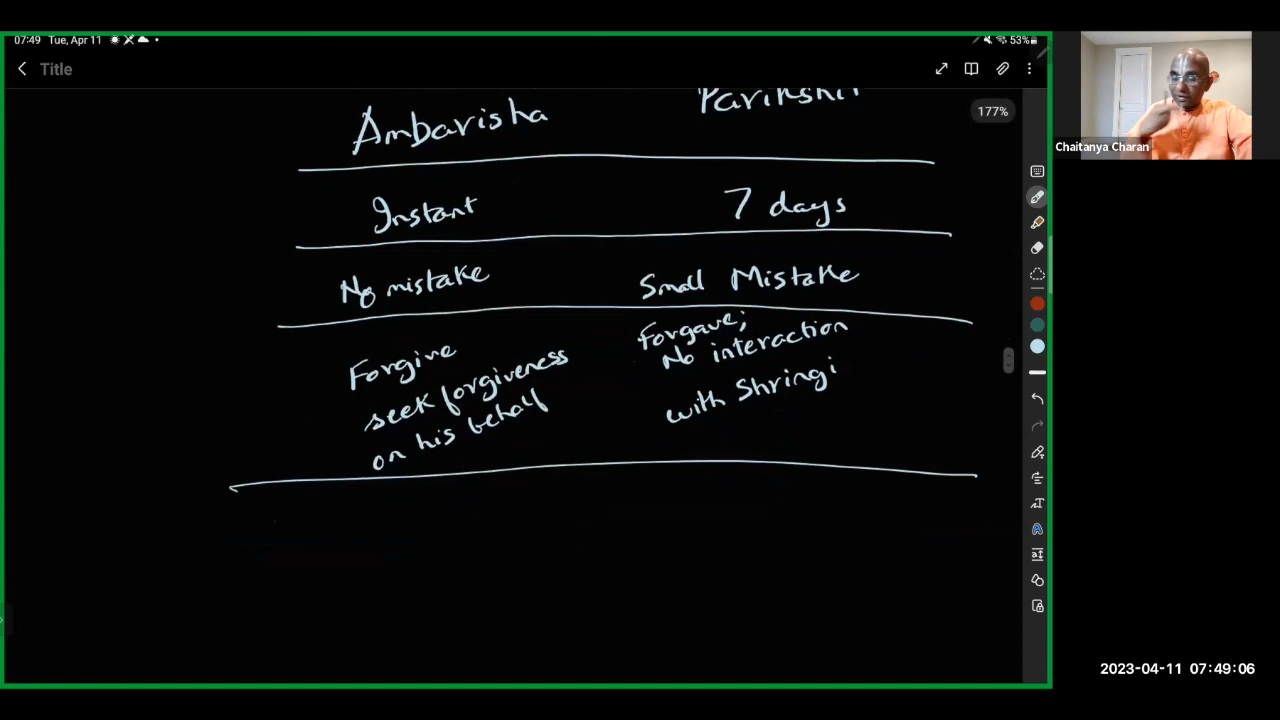 07:49 Tue, Apr 11
53%
Title
177%
Ambarisha Parikshit
Instant 7 days
No mistake Small Mistake
Forgive
seek forgiveness
on his behalf
Forgave;
No interaction
with Shringi
Chaitanya Charan
2023-04-11 07:49:06